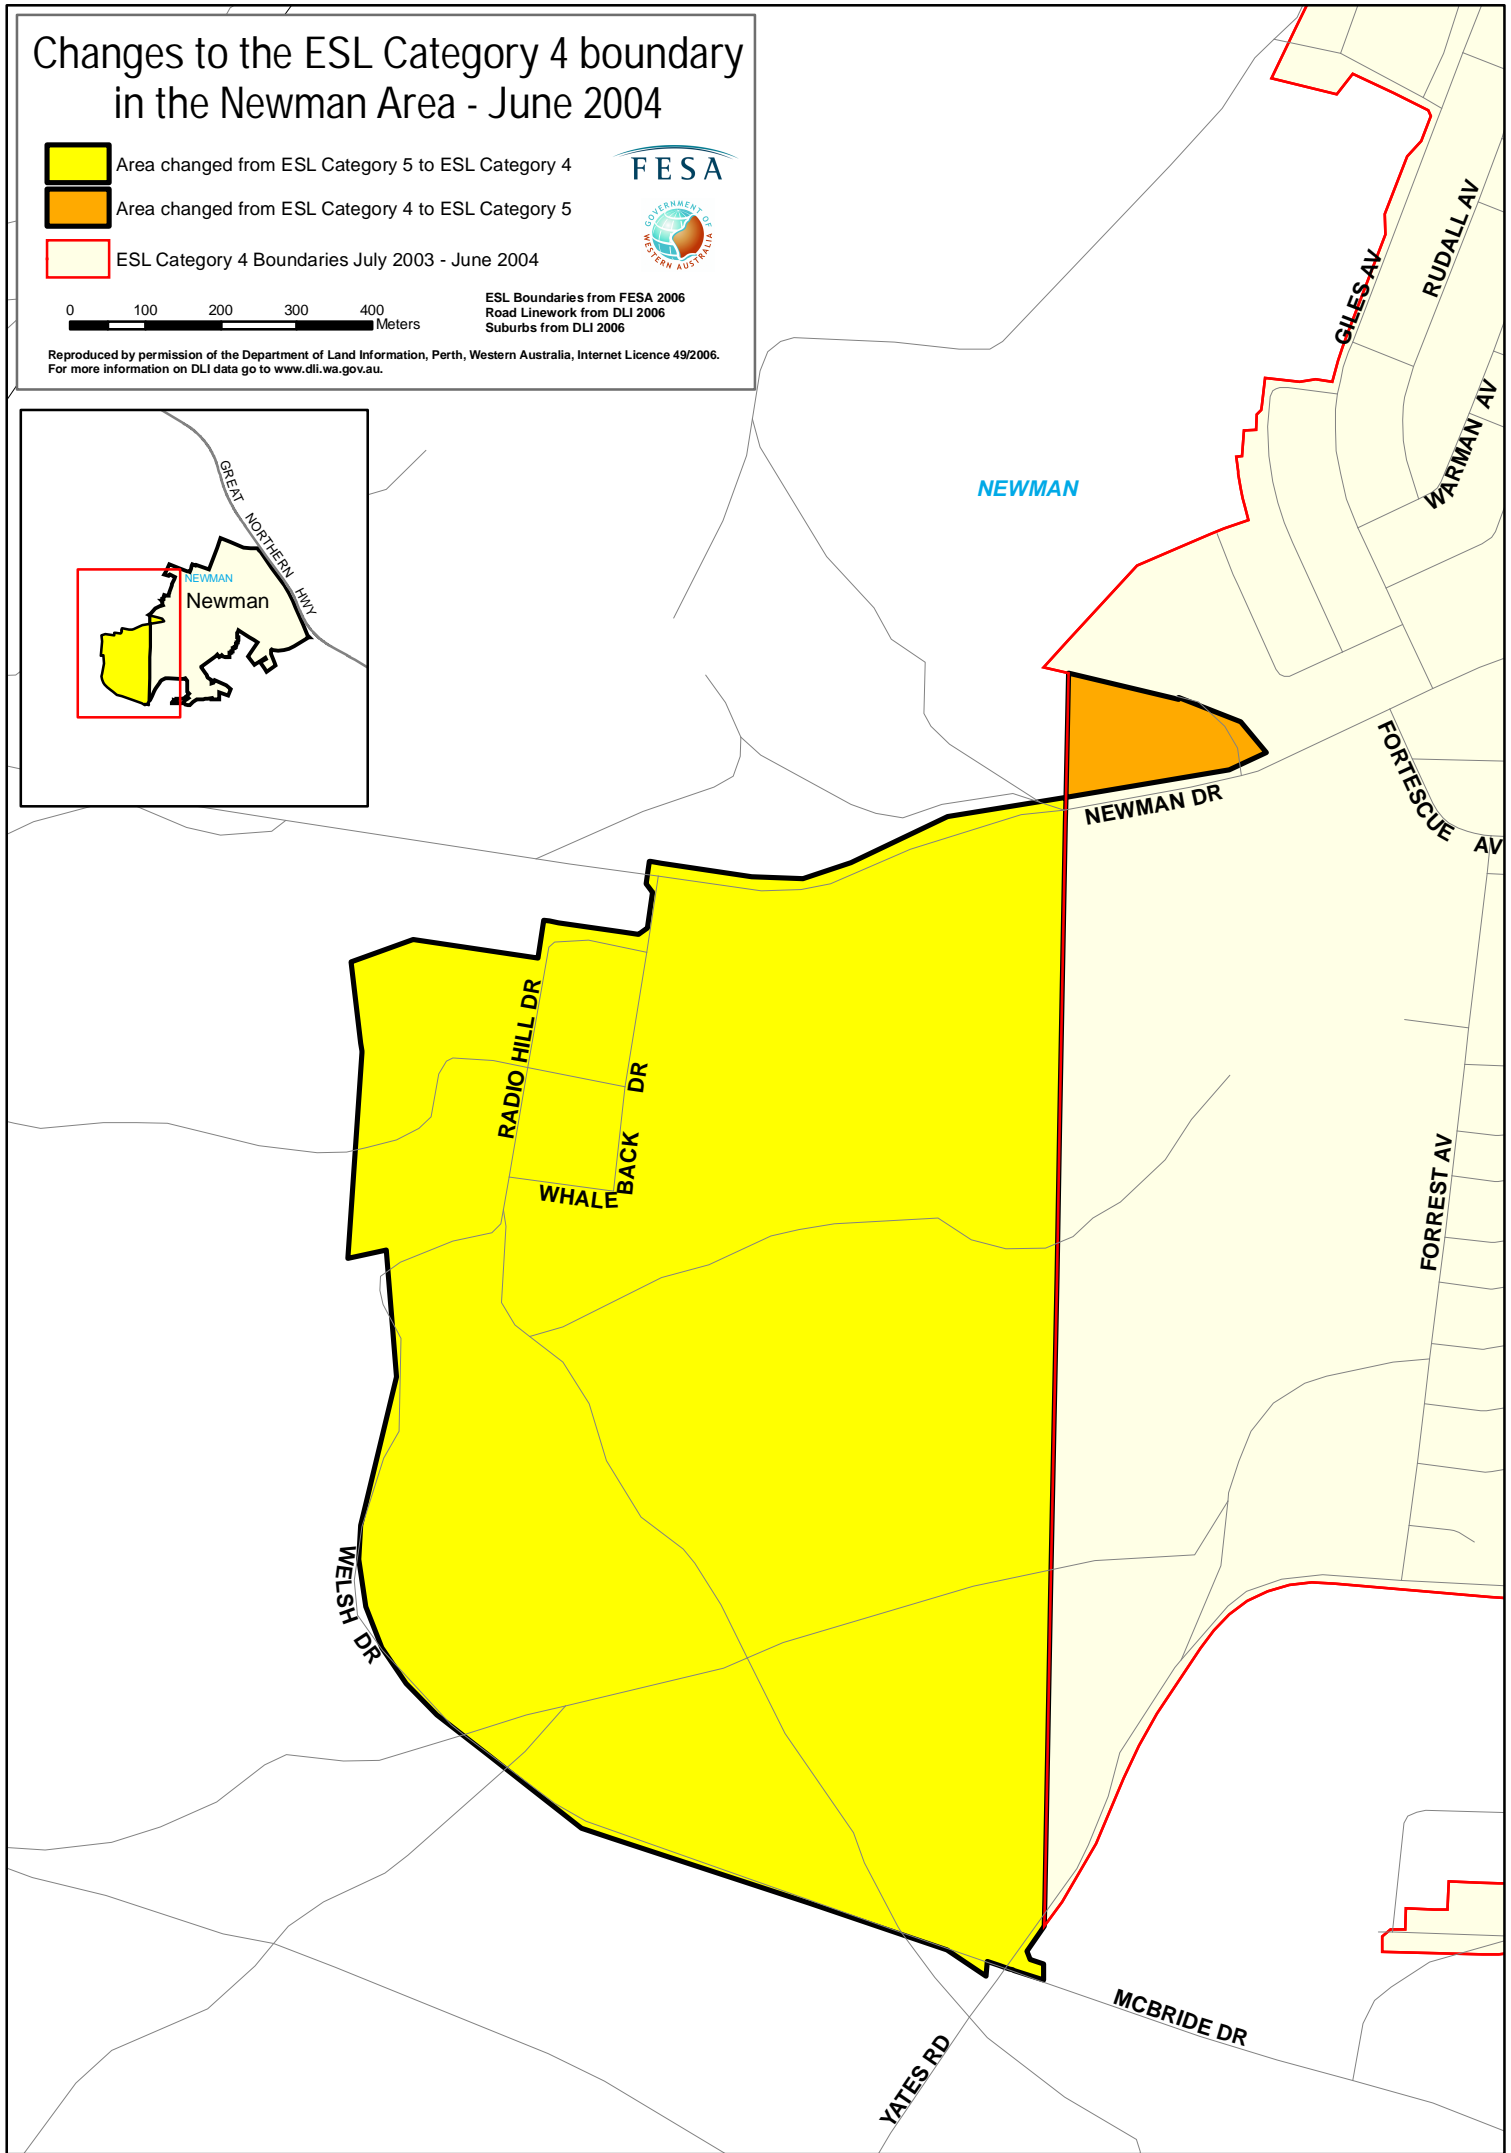 Changes to the ESL Category 4 boundary
in the Newman Area - June 2004
Area changed from ESL Category 5 to ESL Category 4
Area changed from ESL Category 4 to ESL Category 5
ESL Category 4 Boundaries July 2003 - June 2004
FESA
GOVERNMENT OF
WESTERN AUSTRALIA
0 100 200 300 400
Meters
ESL Boundaries from FESA 2006
Road Linework from DLI 2006
Suburbs from DLI 2006
Reproduced by permission of the Department of Land Information, Perth, Western Australia, Internet Licence 49/2006.
For more information on DLI data go to www.dli.wa.gov.au.
GREAT NORTHERN HWY
NEWMAN
Newman
RUDALL AV
GILES AV
WARMAN AV
NEWMAN
FORTESCUE AV
NEWMAN DR
RADIO HILL DR
WHALEBACK DR
FORREST AV
WELSH DR
MCBRIDE DR
YATES RD